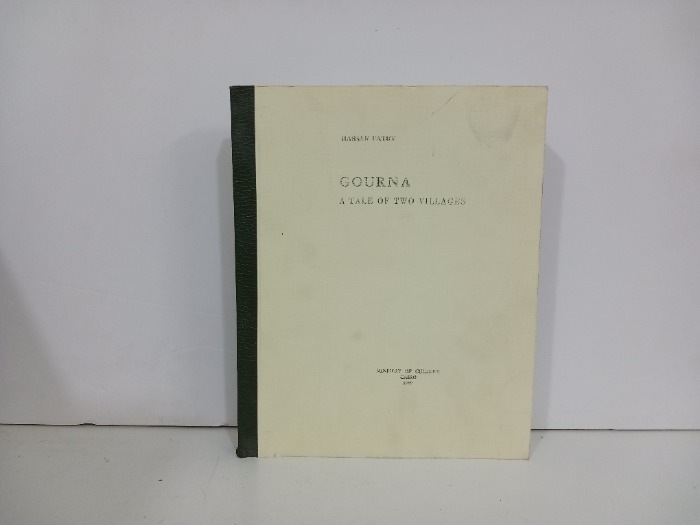 HASSAN FATHY
GOURNA
A TALE OF TWO VILLAGES
MINISTRY OF CULTURE
CAIRO